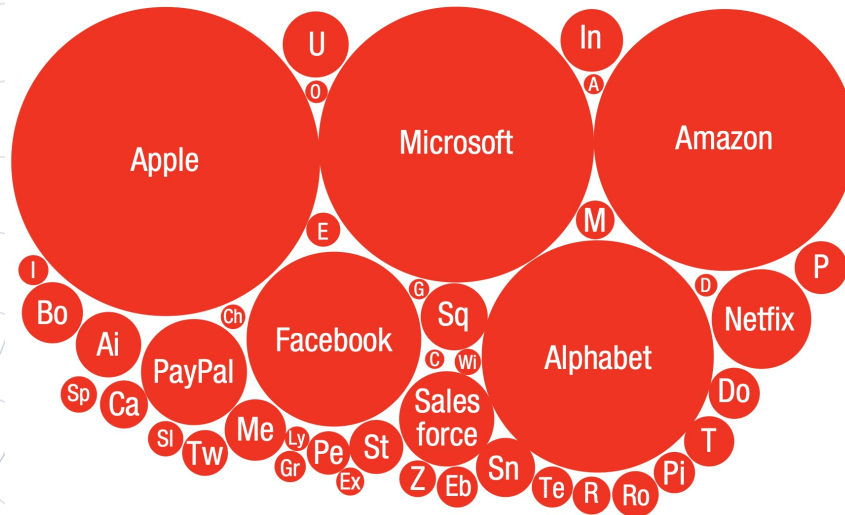 U
In
O
A
Apple
Microsoft
Amazon
E
M
I
P
Bo
Ch
G
D
Ai
Sq
Netfix
PayPal
Facebook
C
Wi
Alphabet
Sp
Ca
Do
Sales
force
Sl
Tw
Me
Ly
Gr
Pe
St
T
Ex
Z
Eb
Sn
Te
R
Ro
Pi